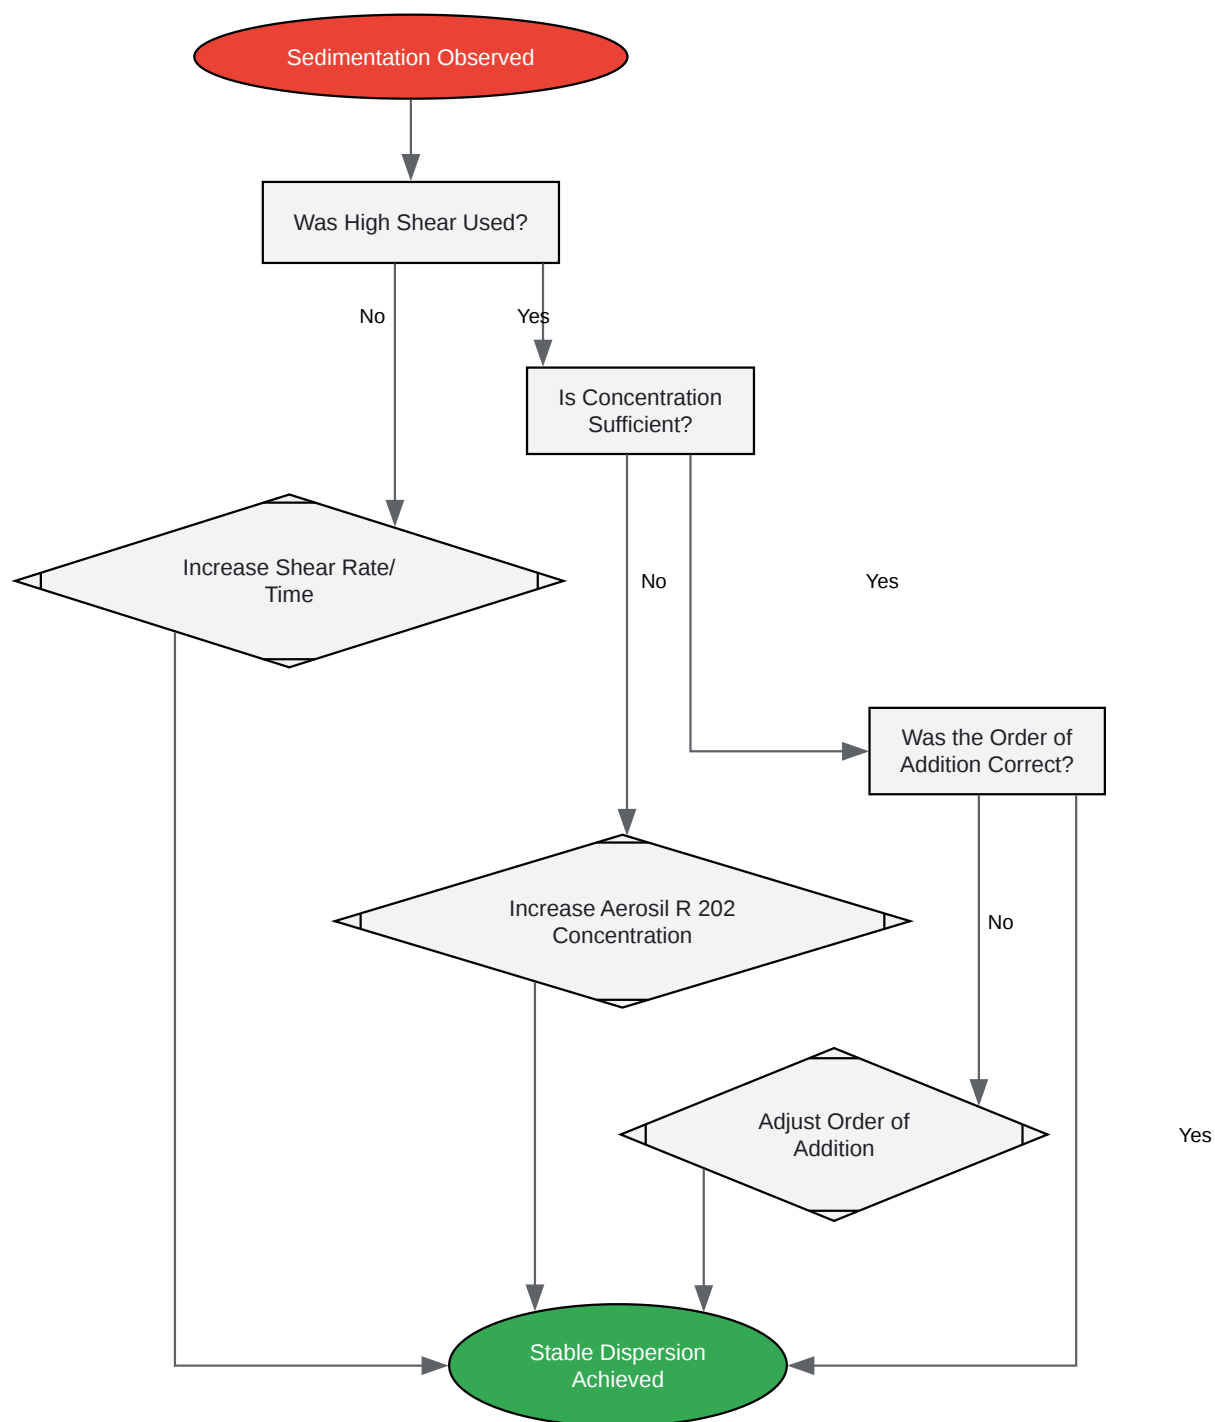 Sedimentation Observed
Was High Shear Used?
No
Yes
Is Concentration
Sufficient?
Increase Shear Rate/
Time
No
Yes
Was the Order of
Addition Correct?
Increase Aerosil R 202
Concentration
No
Adjust Order of
Addition
Yes
Stable Dispersion
Achieved